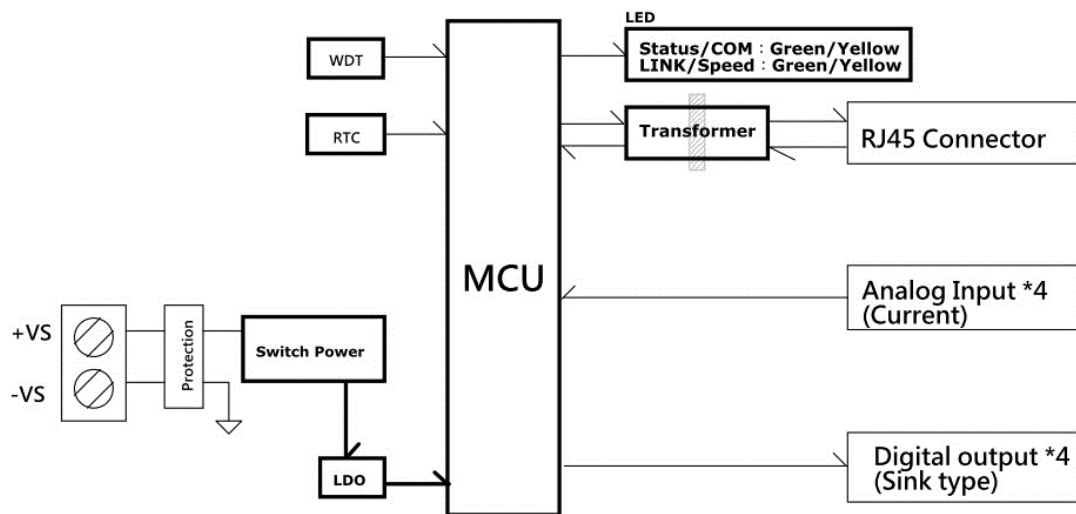 LED
Status/COM：Green/Yellow
LINK/Speed：Green/Yellow
WDT
RTC
Transformer
RJ45 Connector
MCU
Analog Input *4
(Current)
+VS
-VS
Protection
Switch Power
LDO
Digital output *4
(Sink type)